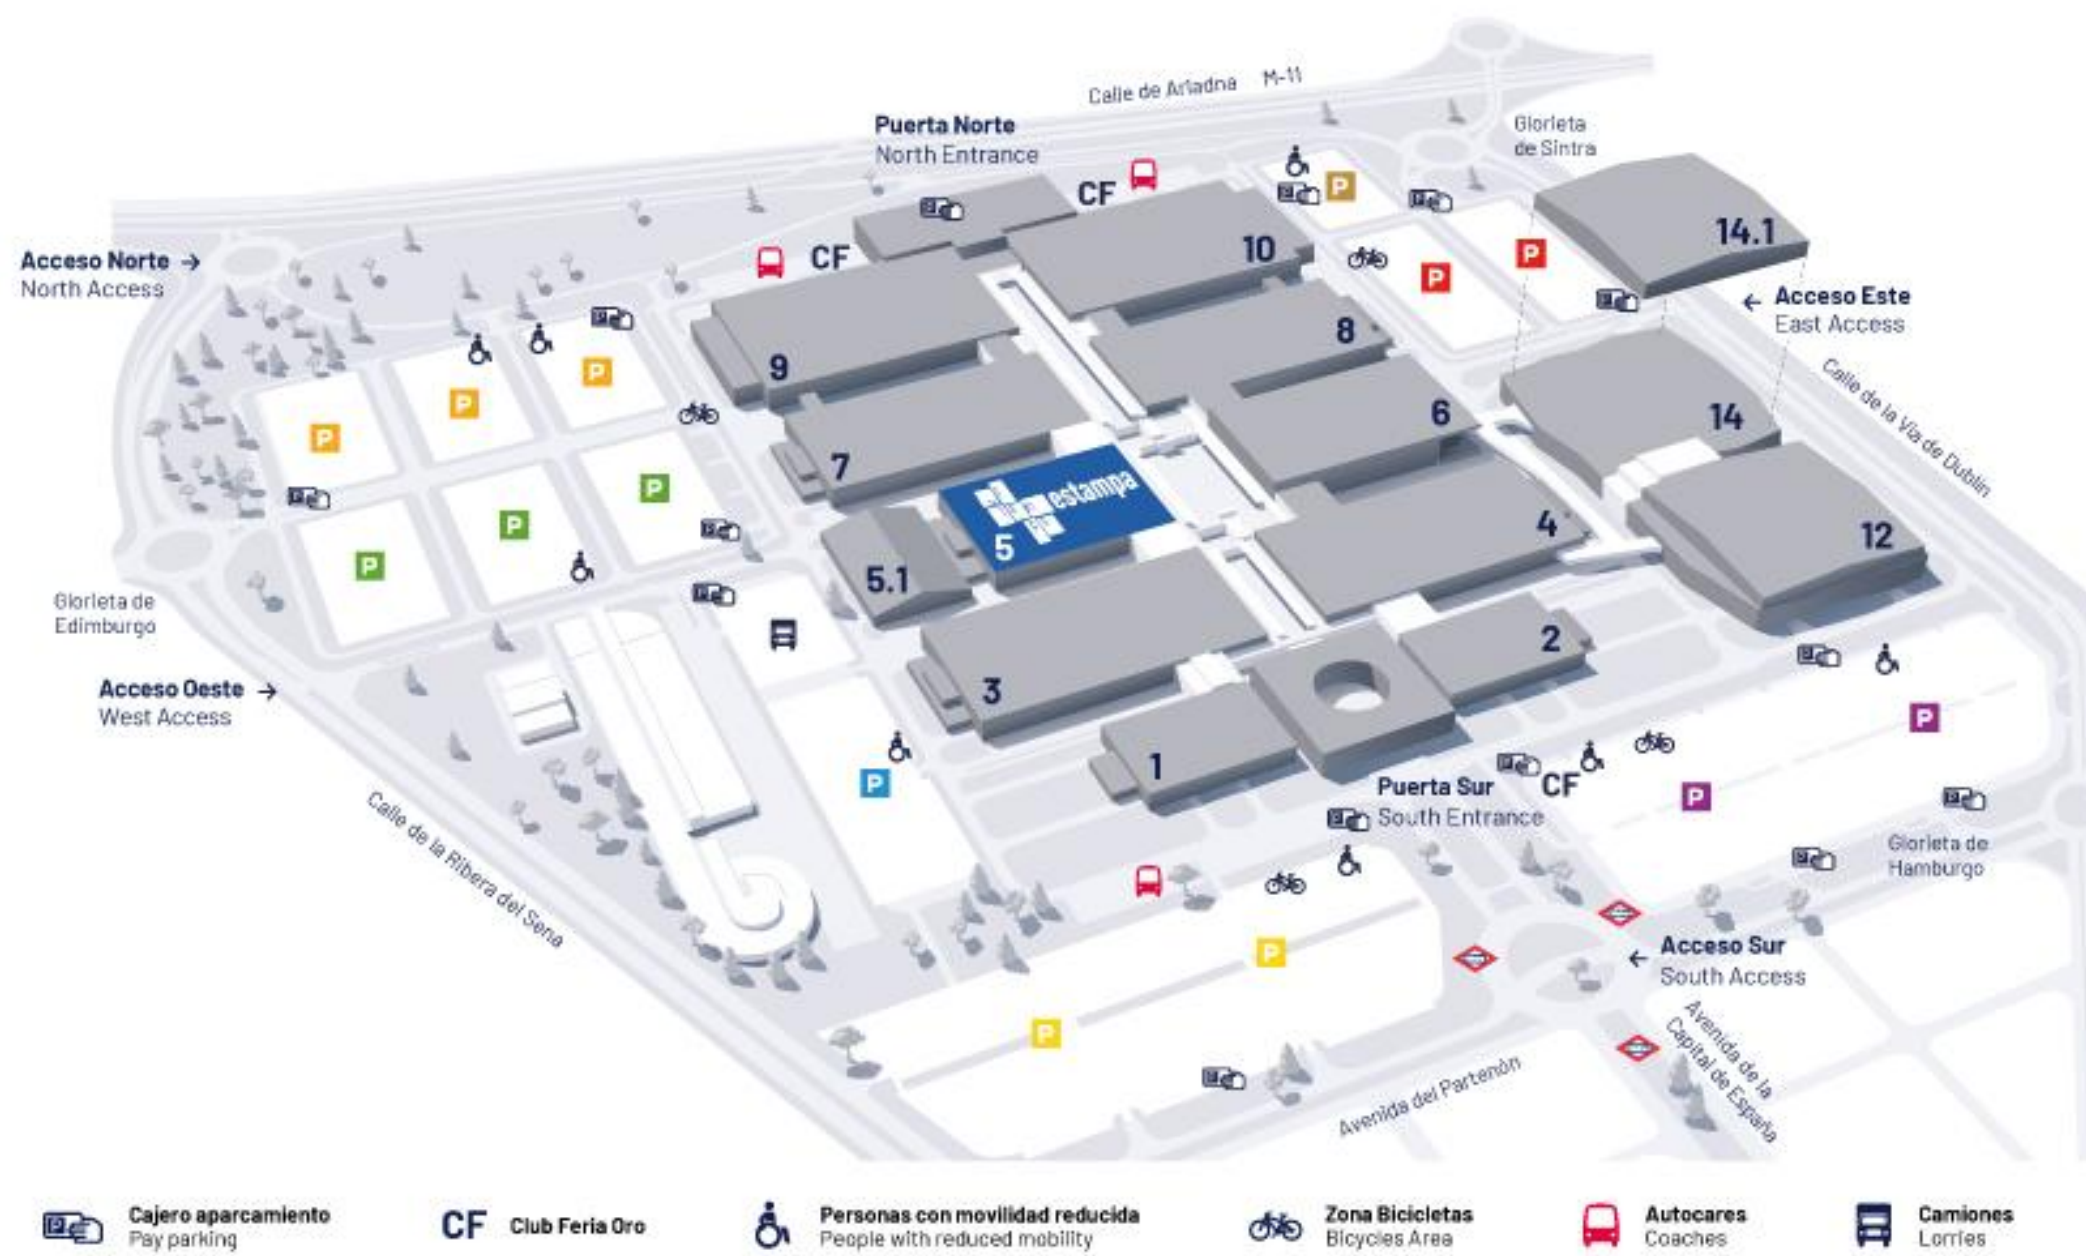 Calle de Ariadna M-11
Puerta Norte
North Entrance
Glorieta
de Sintra
CF
P
10
14.1
Acceso Norte →
North Access
CF
P
P
← Acceso Este
East Access
9
8
P
P
P
Calle de la Vía de Dublín
7
6
14
estampa
5
P
P
P
4
12
5.1
Glorieta de
Edimburgo
2
Acceso Oeste →
West Access
3
1
P
P
P
Puerta Sur
South Entrance
CF
Glorieta de
Hamburgo
Calle de la Ribera del Sena
P
P
← Acceso Sur
South Access
Avenida de la
Capital de España
Avenida del Partenón
Cajero aparcamiento
Pay parking
CF Club Feria Oro
Personas con movilidad reducida
People with reduced mobility
Zona Bicicletas
Bicycles Area
Autocares
Coaches
Camiones
Lorries